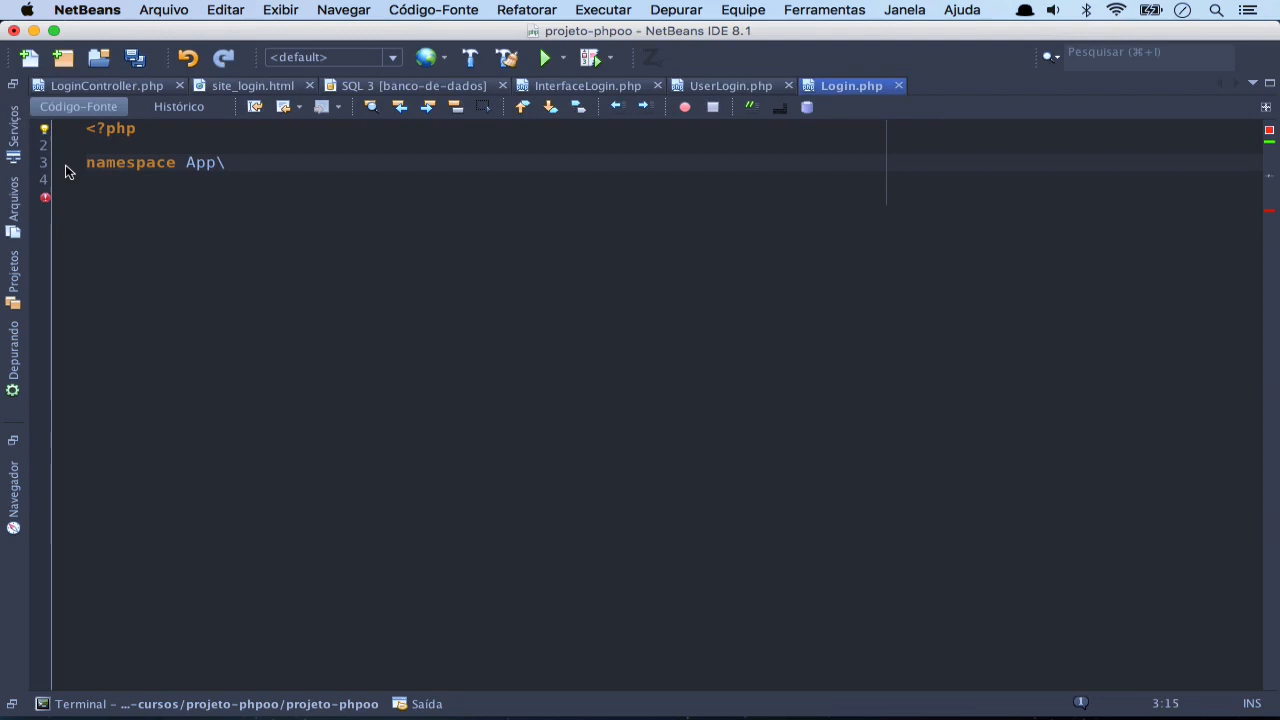 NetBeans Arquivo Editar Exibir Navegar Código-Fonte Refatorar Executar Depurar Equipe Ferramentas Janela Ajuda
projeto-phpoo - NetBeans IDE 8.1
<default> Pesquisar (⌘+I)
LoginController.php site_login.html SQL 3 [banco-de-dados] InterfaceLogin.php UserLogin.php Login.php
Código-Fonte Histórico
<?php
2
3 namespace App\
4
Serviços
Arquivos
Projetos
Depurando
Navegador
Terminal - ...-cursos/projeto-phpoo/projeto-phpoo Saída 1 3:15 INS